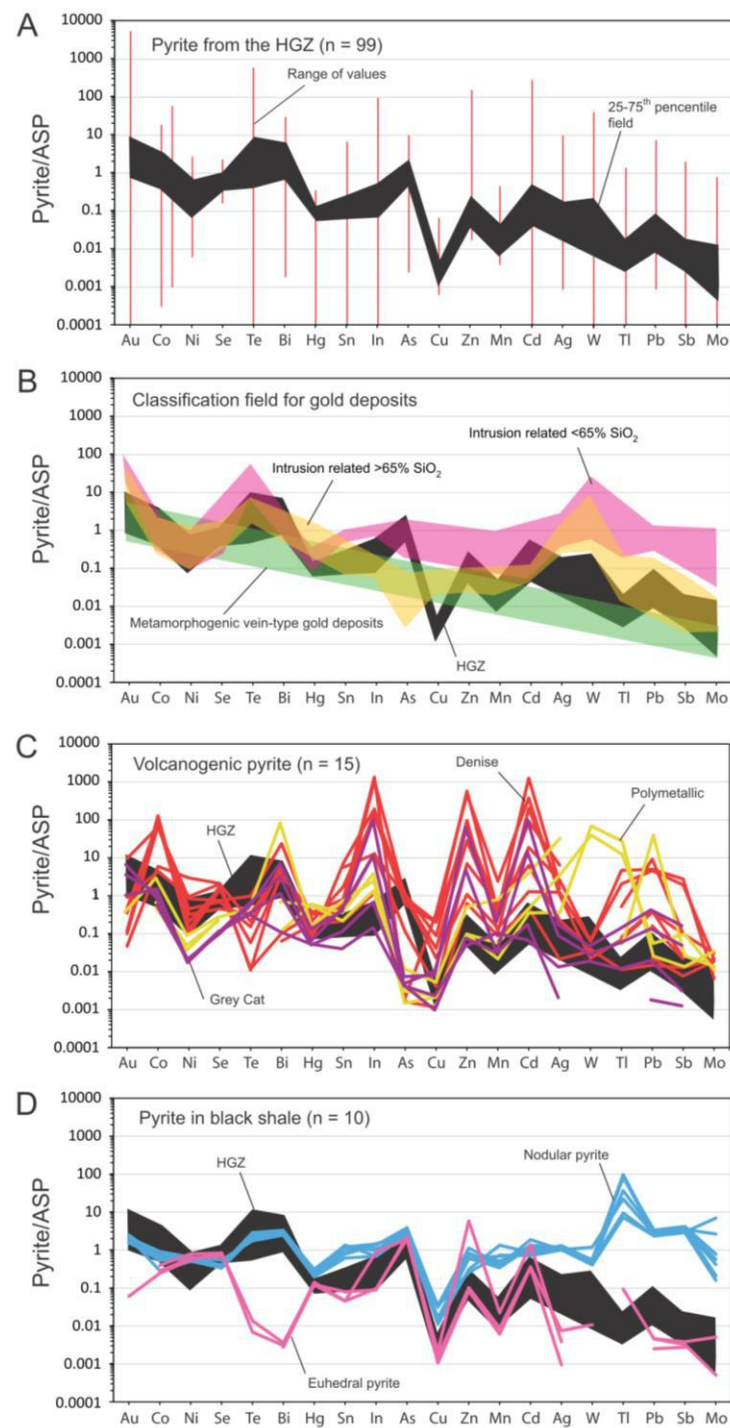 A
Pyrite from the HGZ (n = 99)
Range of values
25-75th percentile
field
Pyrite/ASP
10000
1000
100
10
1
0.1
0.01
0.001
0.0001
Au Co Ni Se Te Bi Hg Sn In As Cu Zn Mn Cd Ag W Tl Pb Sb Mo
B
Classification field for gold deposits
Intrusion related <65% SiO2
Intrusion related >65% SiO2
Metamorphogenic vein-type gold deposits
HGZ
Pyrite/ASP
10000
1000
100
10
1
0.1
0.01
0.001
0.0001
Au Co Ni Se Te Bi Hg Sn In As Cu Zn Mn Cd Ag W Tl Pb Sb Mo
C
Volcanogenic pyrite (n = 15)
Denise
Polymetallic
HGZ
Grey Cat
Pyrite/ASP
10000
1000
100
10
1
0.1
0.01
0.001
0.0001
Au Co Ni Se Te Bi Hg Sn In As Cu Zn Mn Cd Ag W Tl Pb Sb Mo
D
Pyrite in black shale (n = 10)
HGZ
Nodular pyrite
Euhedral pyrite
Pyrite/ASP
10000
1000
100
10
1
0.1
0.01
0.001
0.0001
Au Co Ni Se Te Bi Hg Sn In As Cu Zn Mn Cd Ag W Tl Pb Sb Mo